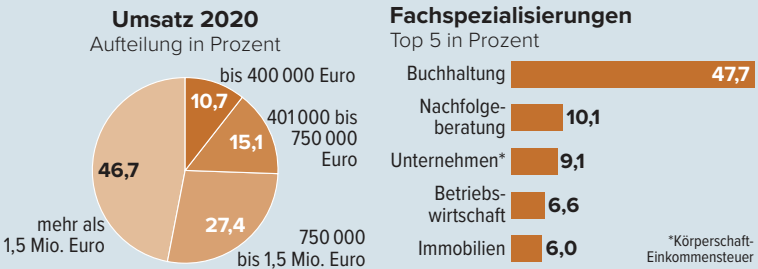 Umsatz 2020
Aufteilung in Prozent
bis 400 000 Euro
10,7
401 000 bis
750 000
Euro
15,1
46,7
27,4
mehr als
1,5 Mio. Euro
750 000
bis 1,5 Mio. Euro
Fachspezialisierungen
Top 5 in Prozent
Buchhaltung 47,7
Nachfolge-
beratung 10,1
Unternehmen* 9,1
Betriebs-
wirtschaft 6,6
Immobilien 6,0
*Körperschaft-
Einkommensteuer